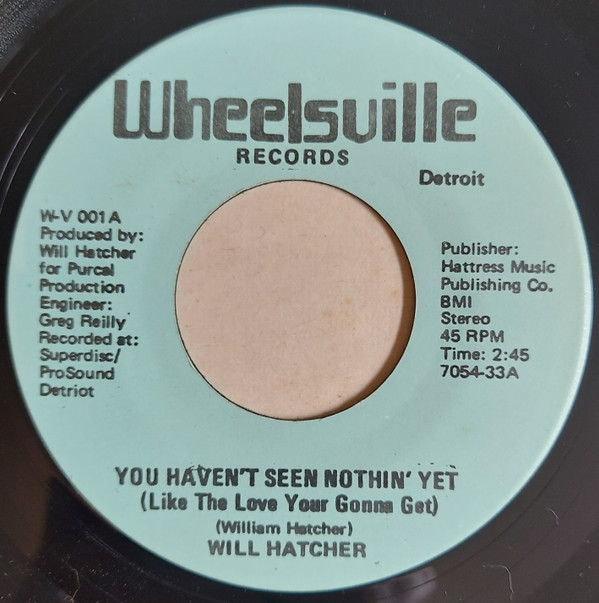 Wheelsville
RECORDS
Detroit
W-V 001A
Produced by:
Will Hatcher
for Purcal
Production
Engineer:
Greg Reilly
Recorded at:
Superdisc/
ProSound
Detriot
Publisher:
Hattress Music
Publishing Co.
BMI
Stereo
45 RPM
Time: 2:45
7054-33A
YOU HAVEN'T SEEN NOTHIN' YET
(Like The Love Your Gonna Get)
(William Hatcher)
WILL HATCHER